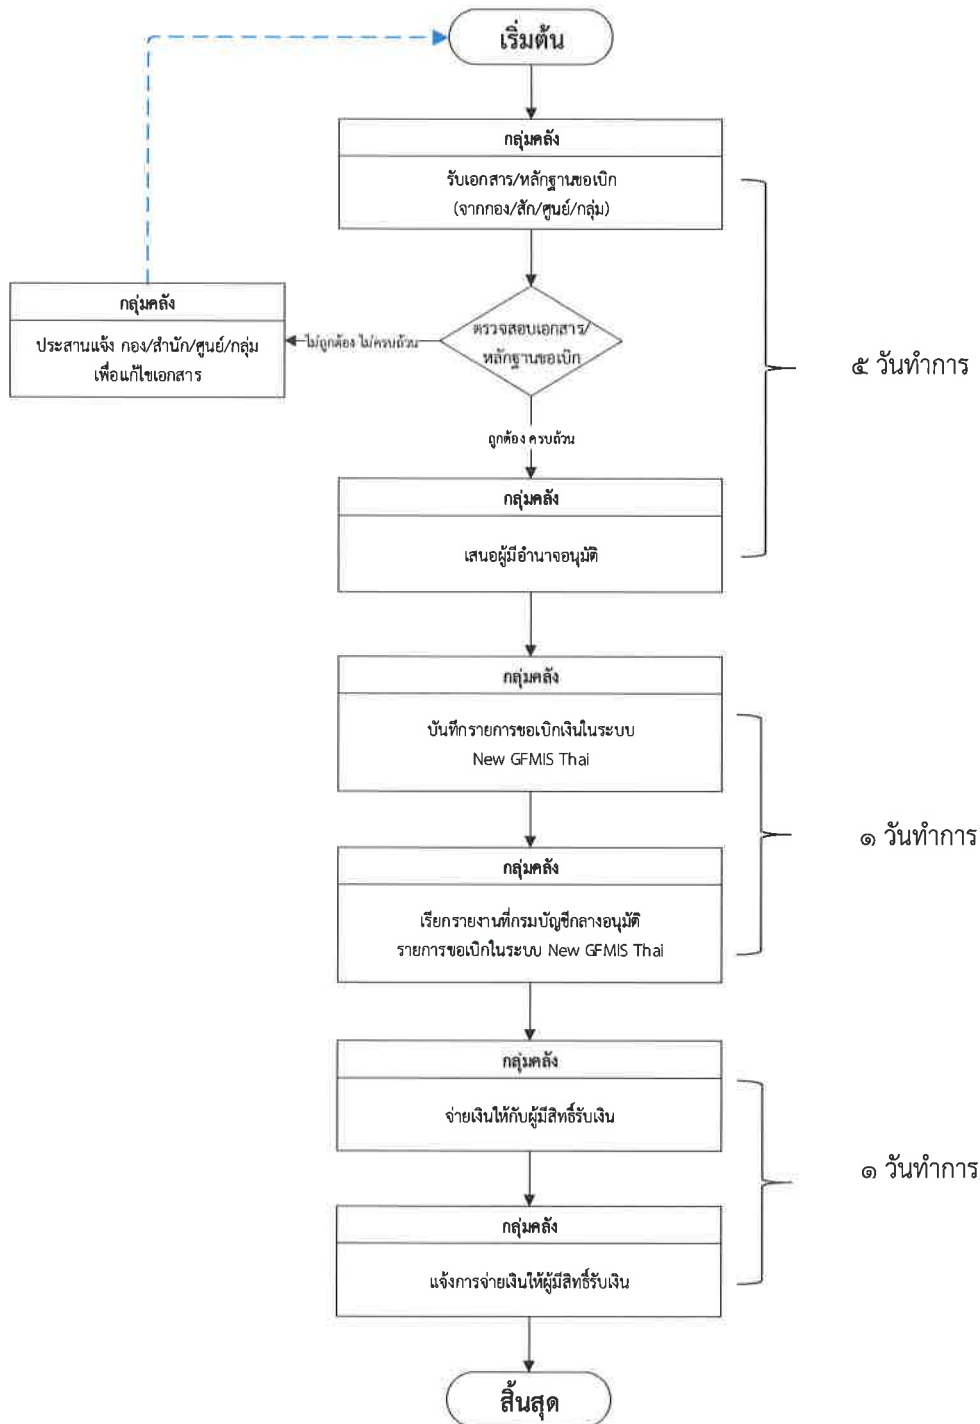 เริ่มต้น
กลุ่มคลัง
รับเอกสาร/หลักฐานขอเบิก
(จากกอง/สัก/ศูนย์/กลุ่ม)
กลุ่มคลัง
ประสานแจ้ง กอง/สำนัก/ศูนย์/กลุ่ม
เพื่อแก้ไขเอกสาร
ไม่ถูกต้อง ไม่ครบถ้วน
ตรวจสอบเอกสาร/
หลักฐานขอเบิก
๕ วันทำการ
ถูกต้อง ครบถ้วน
กลุ่มคลัง
เสนอผู้มีอำนาจอนุมัติ
กลุ่มคลัง
บันทึกรายการขอเบิกเงินในระบบ
New GFMIS Thai
๑ วันทำการ
กลุ่มคลัง
เรียกรายงานที่กรมบัญชีกลางอนุมัติ
รายการขอเบิกในระบบ New GFMIS Thai
กลุ่มคลัง
จ่ายเงินให้กับผู้มีสิทธิ์รับเงิน
๑ วันทำการ
กลุ่มคลัง
แจ้งการจ่ายเงินให้ผู้มีสิทธิ์รับเงิน
สิ้นสุด